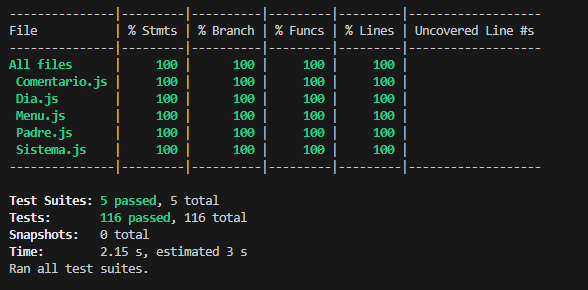 ---------------|---------|----------|---------|---------|-------------------
File           | % Stmts | % Branch | % Funcs | % Lines | Uncovered Line #s
---------------|---------|----------|---------|---------|-------------------
All files      |     100 |      100 |     100 |     100 |
 Comentario.js |     100 |      100 |     100 |     100 |
 Dia.js        |     100 |      100 |     100 |     100 |
 Menu.js       |     100 |      100 |     100 |     100 |
 Padre.js      |     100 |      100 |     100 |     100 |
 Sistema.js    |     100 |      100 |     100 |     100 |
---------------|---------|----------|---------|---------|-------------------
Test Suites: 5 passed, 5 total
Tests:       116 passed, 116 total
Snapshots:   0 total
Time:        2.15 s, estimated 3 s
Ran all test suites.